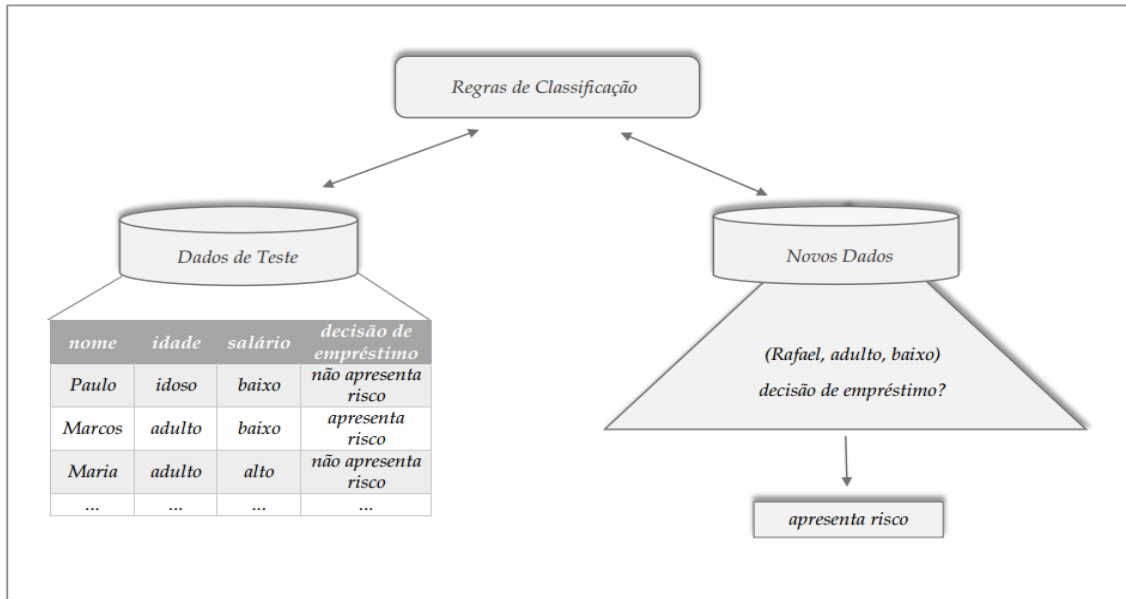 Regras de Classificação
Dados de Teste
nome idade salário decisão de
empréstimo
Paulo idoso baixo não apresenta
risco
Marcos adulto baixo apresenta
risco
Maria adulto alto não apresenta
risco
... ... ... ...
Novos Dados
(Rafael, adulto, baixo)
decisão de empréstimo?
apresenta risco